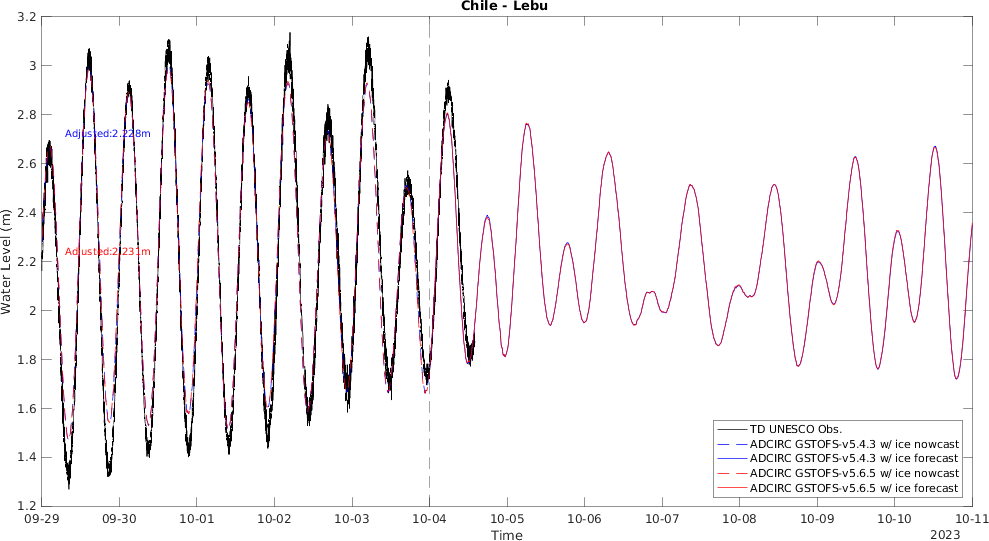 Chile - Lebu
3.2
3
2.8
2.6
2.4
2.2
2
1.8
1.6
1.4
1.2
Water Level (m)
Adjusted:2.228m
Adjusted:2.231m
TD UNESCO Obs.
ADCIRC GSTOFS-v5.4.3 w/ ice nowcast
ADCIRC GSTOFS-v5.4.3 w/ ice forecast
ADCIRC GSTOFS-v5.6.5 w/ ice nowcast
ADCIRC GSTOFS-v5.6.5 w/ ice forecast
09-29 09-30 10-01 10-02 10-03 10-04 10-05 10-06 10-07 10-08 10-09 10-10 10-11
Time
2023